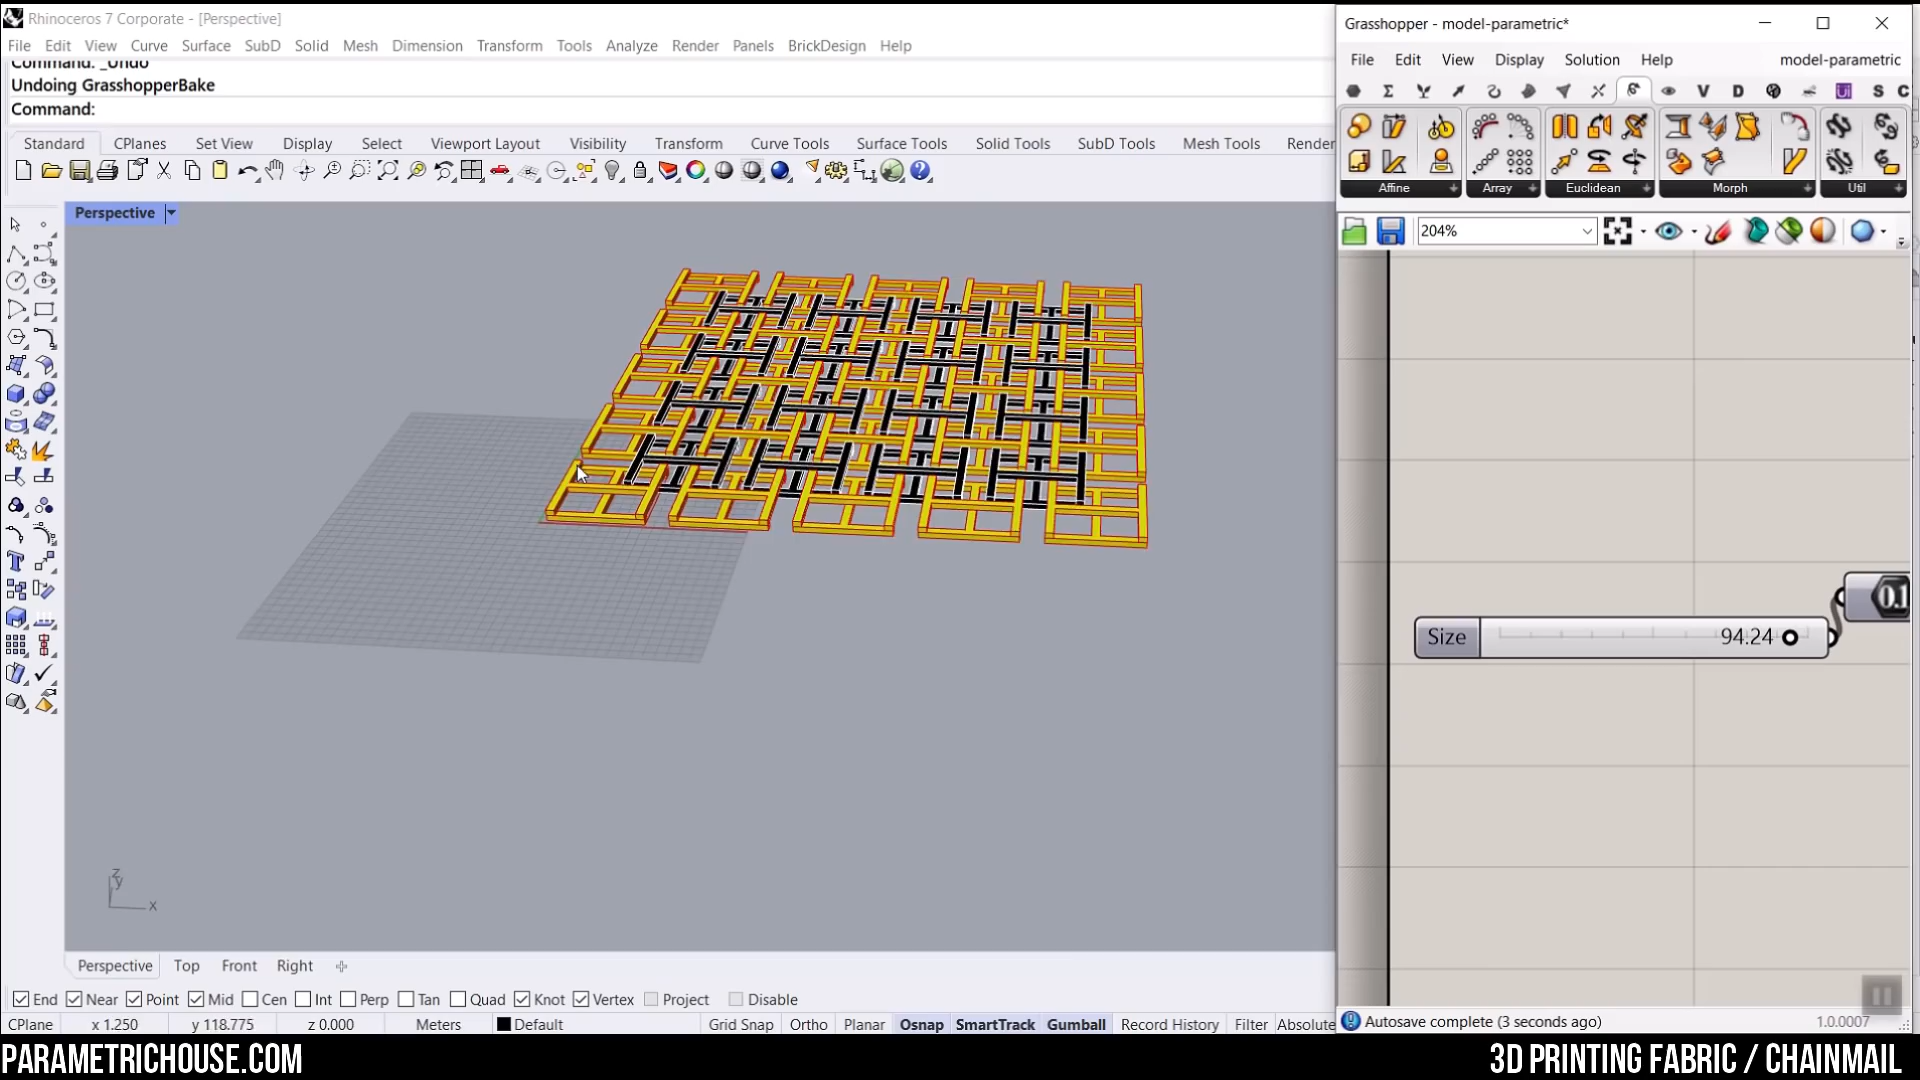 Rhinoceros 7 Corporate - [Perspective]
File Edit View Curve Surface SubD Solid Mesh Dimension Transform Tools Analyze Render Panels BrickDesign Help
Command: _Undo
Undoing GrasshopperBake
Command:
Standard CPlanes Set View Display Select Viewport Layout Visibility Transform Curve Tools Surface Tools Solid Tools SubD Tools Mesh Tools Render
Perspective
z
y
x
Perspective Top Front Right
End Near Point Mid Cen Int Perp Tan Quad Knot Vertex Project Disable
CPlane x 1.250 y 118.775 z 0.000 Meters Default Grid Snap Ortho Planar Osnap SmartTrack Gumball Record History Filter Absolute
Grasshopper - model-parametric*
File Edit View Display Solution Help model-parametric
Σ V D Ui S C
Affine Array Euclidean Morph Util
204%
0.1
Size 94.24
Autosave complete (3 seconds ago) 1.0.0007
PARAMETRICHOUSE.COM
3D PRINTING FABRIC / CHAINMAIL